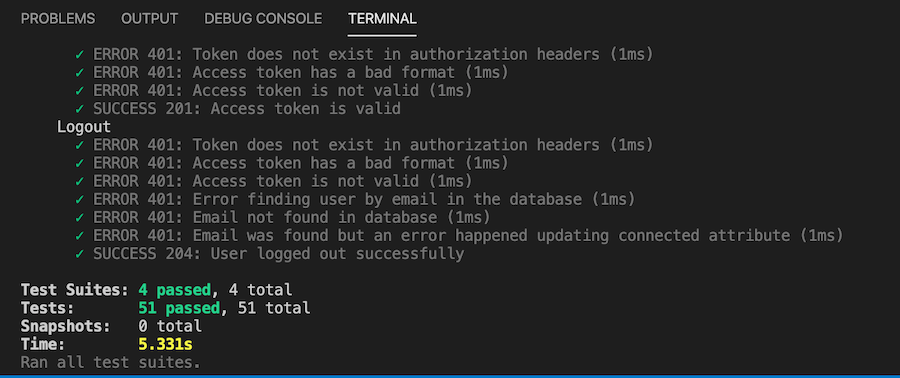 PROBLEMS OUTPUT DEBUG CONSOLE TERMINAL
✓ ERROR 401: Token does not exist in authorization headers (1ms)
✓ ERROR 401: Access token has a bad format (1ms)
✓ ERROR 401: Access token is not valid (1ms)
✓ SUCCESS 201: Access token is valid
Logout
✓ ERROR 401: Token does not exist in authorization headers (1ms)
✓ ERROR 401: Access token has a bad format (1ms)
✓ ERROR 401: Access token is not valid (1ms)
✓ ERROR 401: Error finding user by email in the database (1ms)
✓ ERROR 401: Email not found in database (1ms)
✓ ERROR 401: Email was found but an error happened updating connected attribute (1ms)
✓ SUCCESS 204: User logged out successfully
Test Suites: 4 passed, 4 total
Tests: 51 passed, 51 total
Snapshots: 0 total
Time: 5.331s
Ran all test suites.